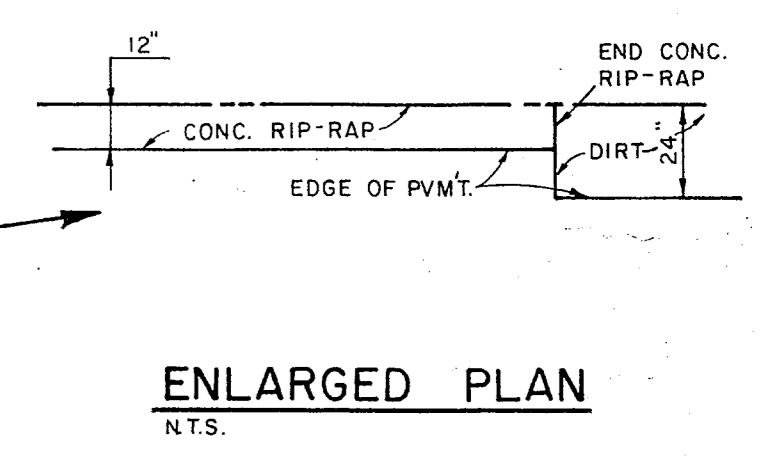 12"
END CONC.
RIP-RAP
CONC. RIP-RAP
DIRT
24"
EDGE OF PVM'T.
ENLARGED PLAN
N.T.S.